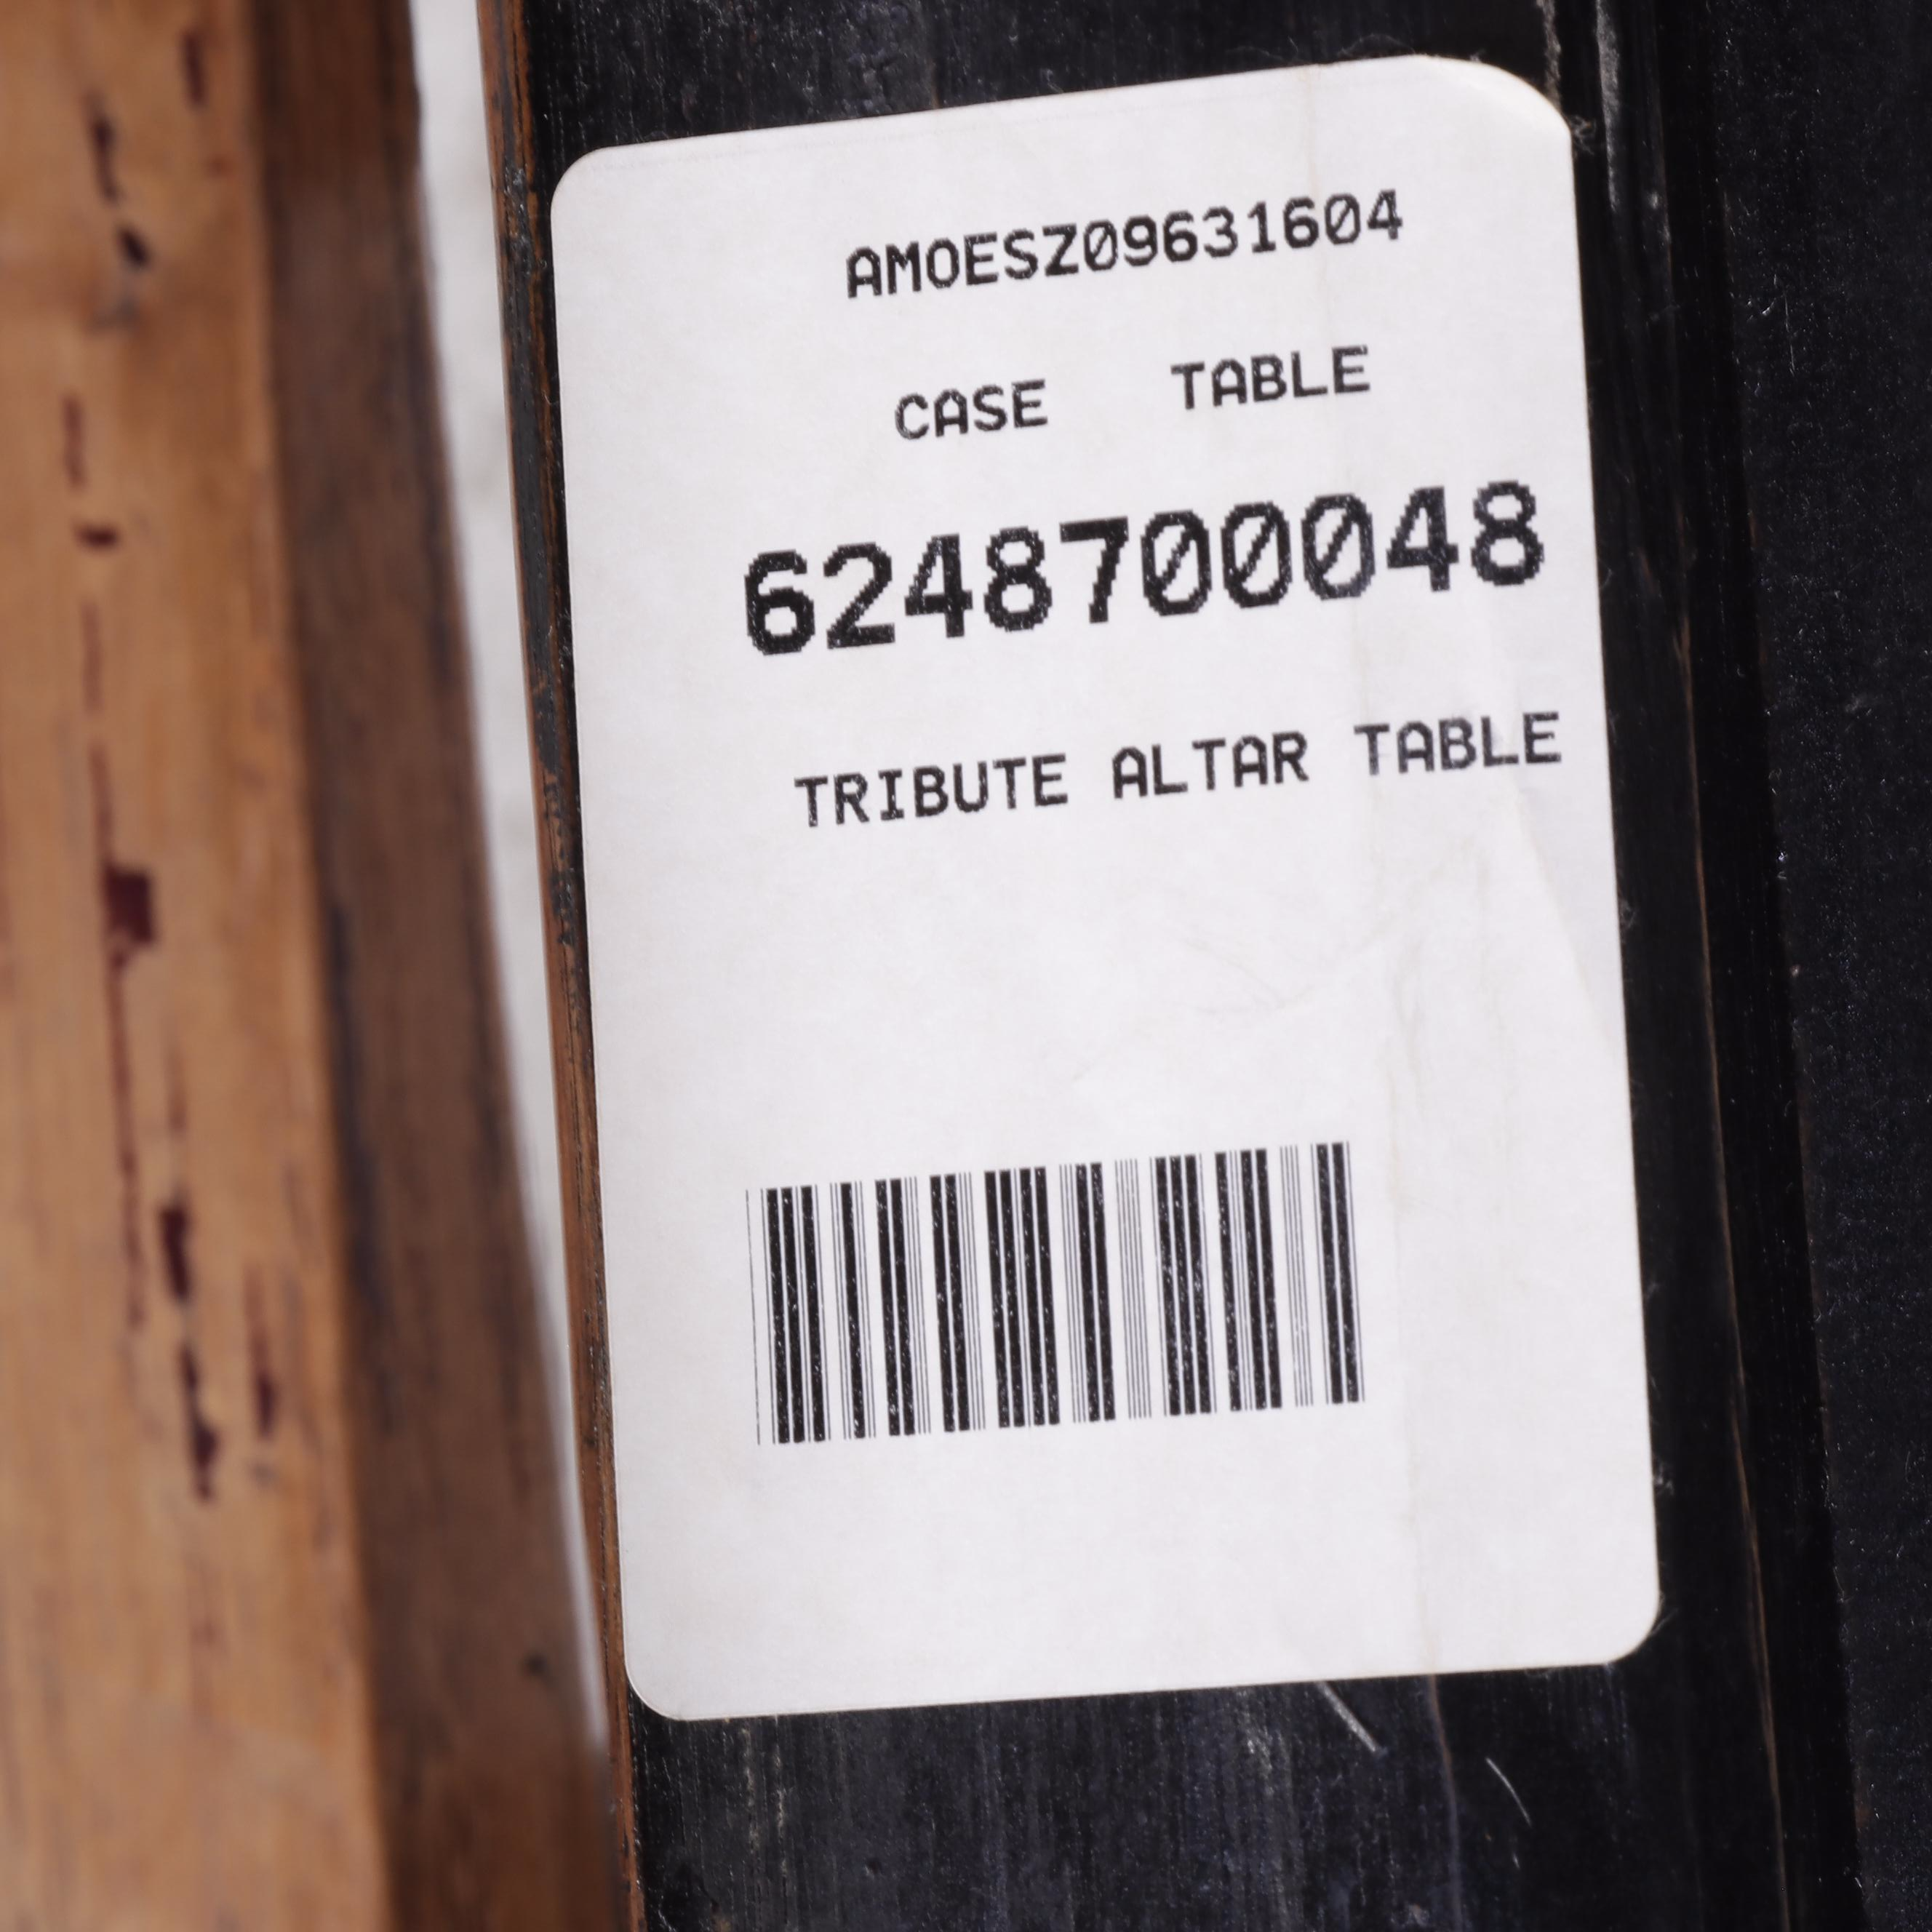 AMOESZ09631604
CASE TABLE
6248700048
TRIBUTE ALTAR TABLE